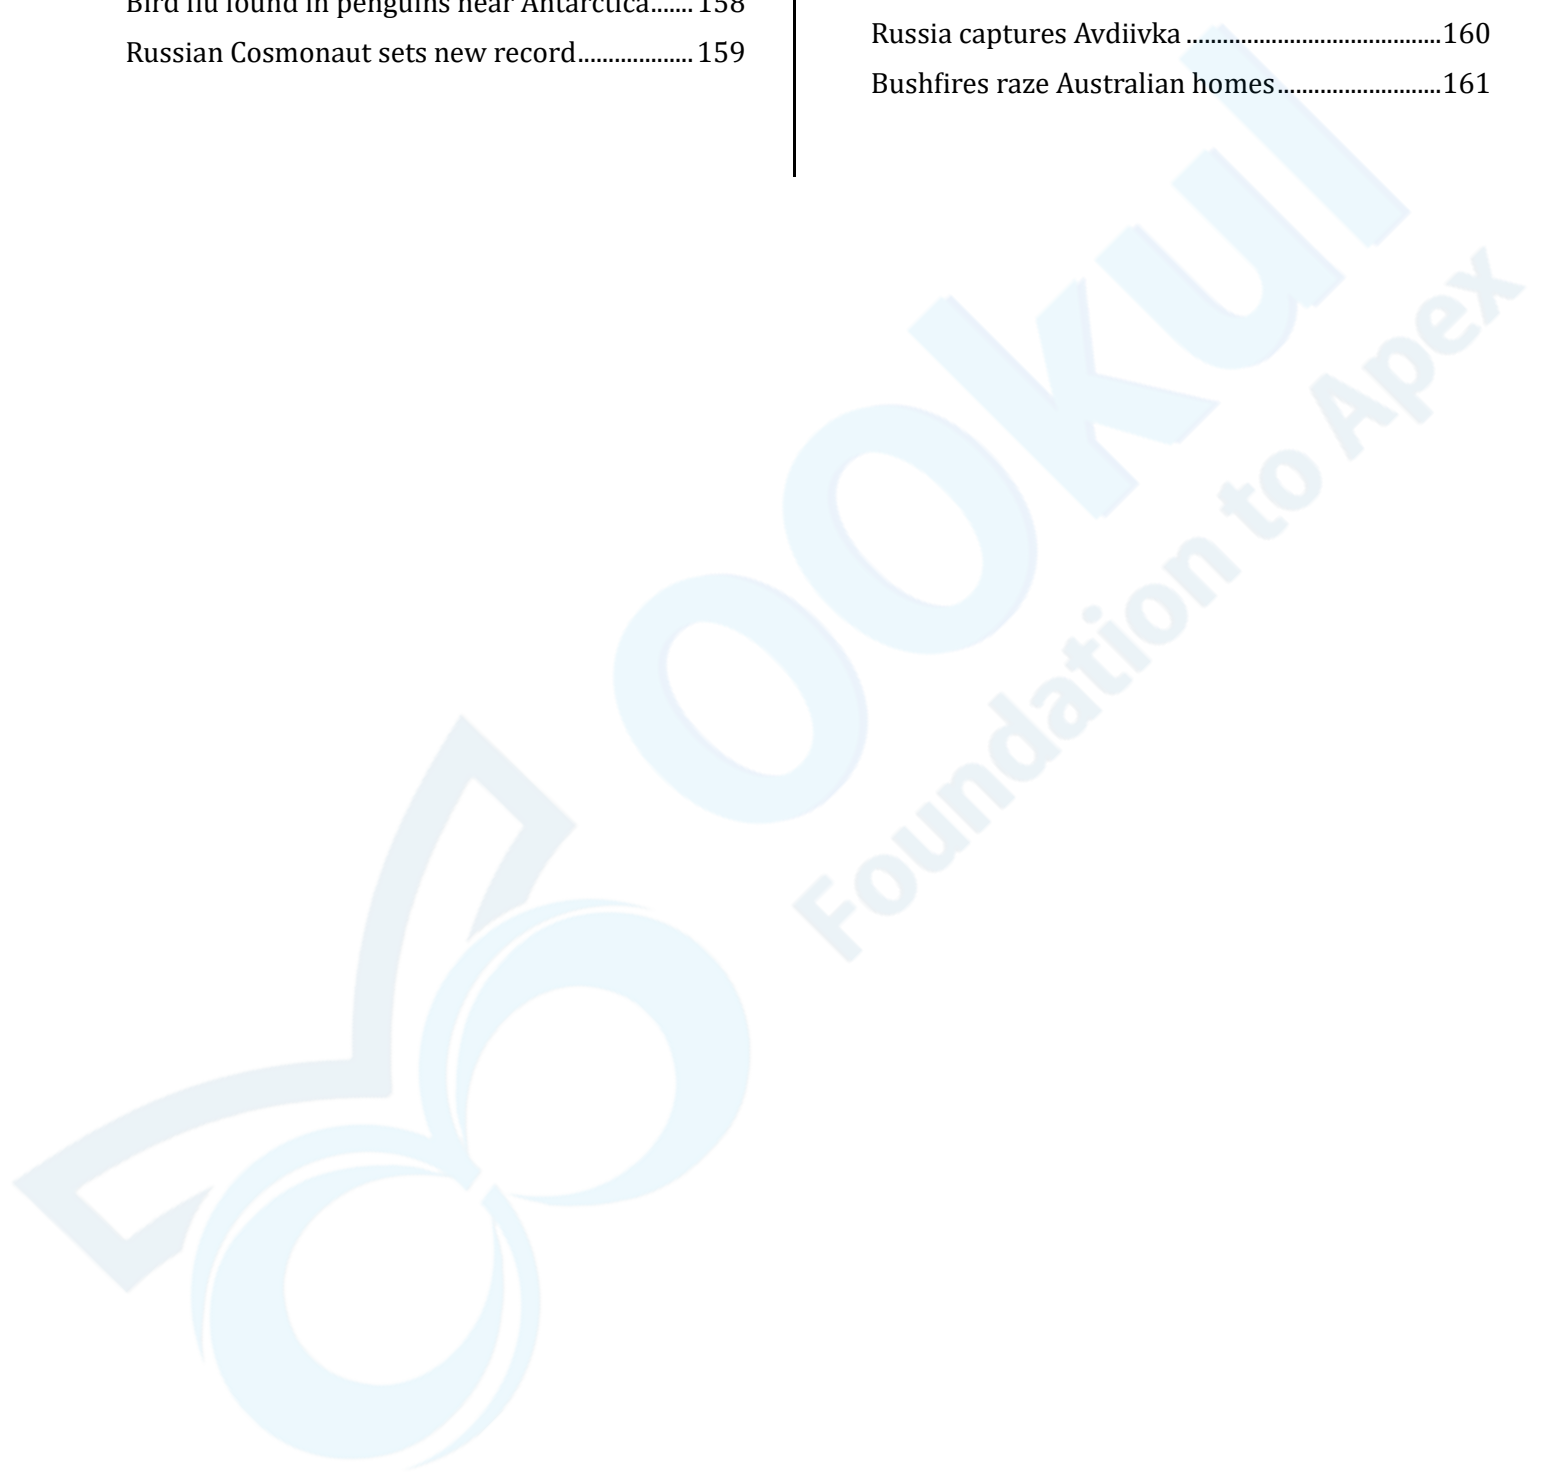 Bird flu found in penguins near Antarctica.......158
Russian Cosmonaut sets new record...................159
Russia captures Avdiivka..........................................160
Bushfires raze Australian homes...........................161
ookul
Foundation to Apex